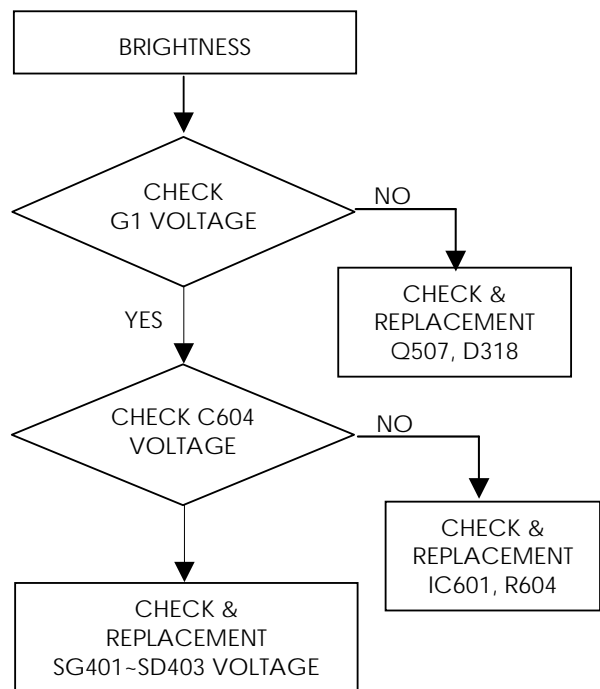 BRIGHTNESS
CHECK
G1 VOLTAGE
NO
CHECK &
REPLACEMENT
Q507, D318
YES
CHECK C604
VOLTAGE
NO
CHECK &
REPLACEMENT
IC601, R604
CHECK &
REPLACEMENT
SG401~SD403 VOLTAGE